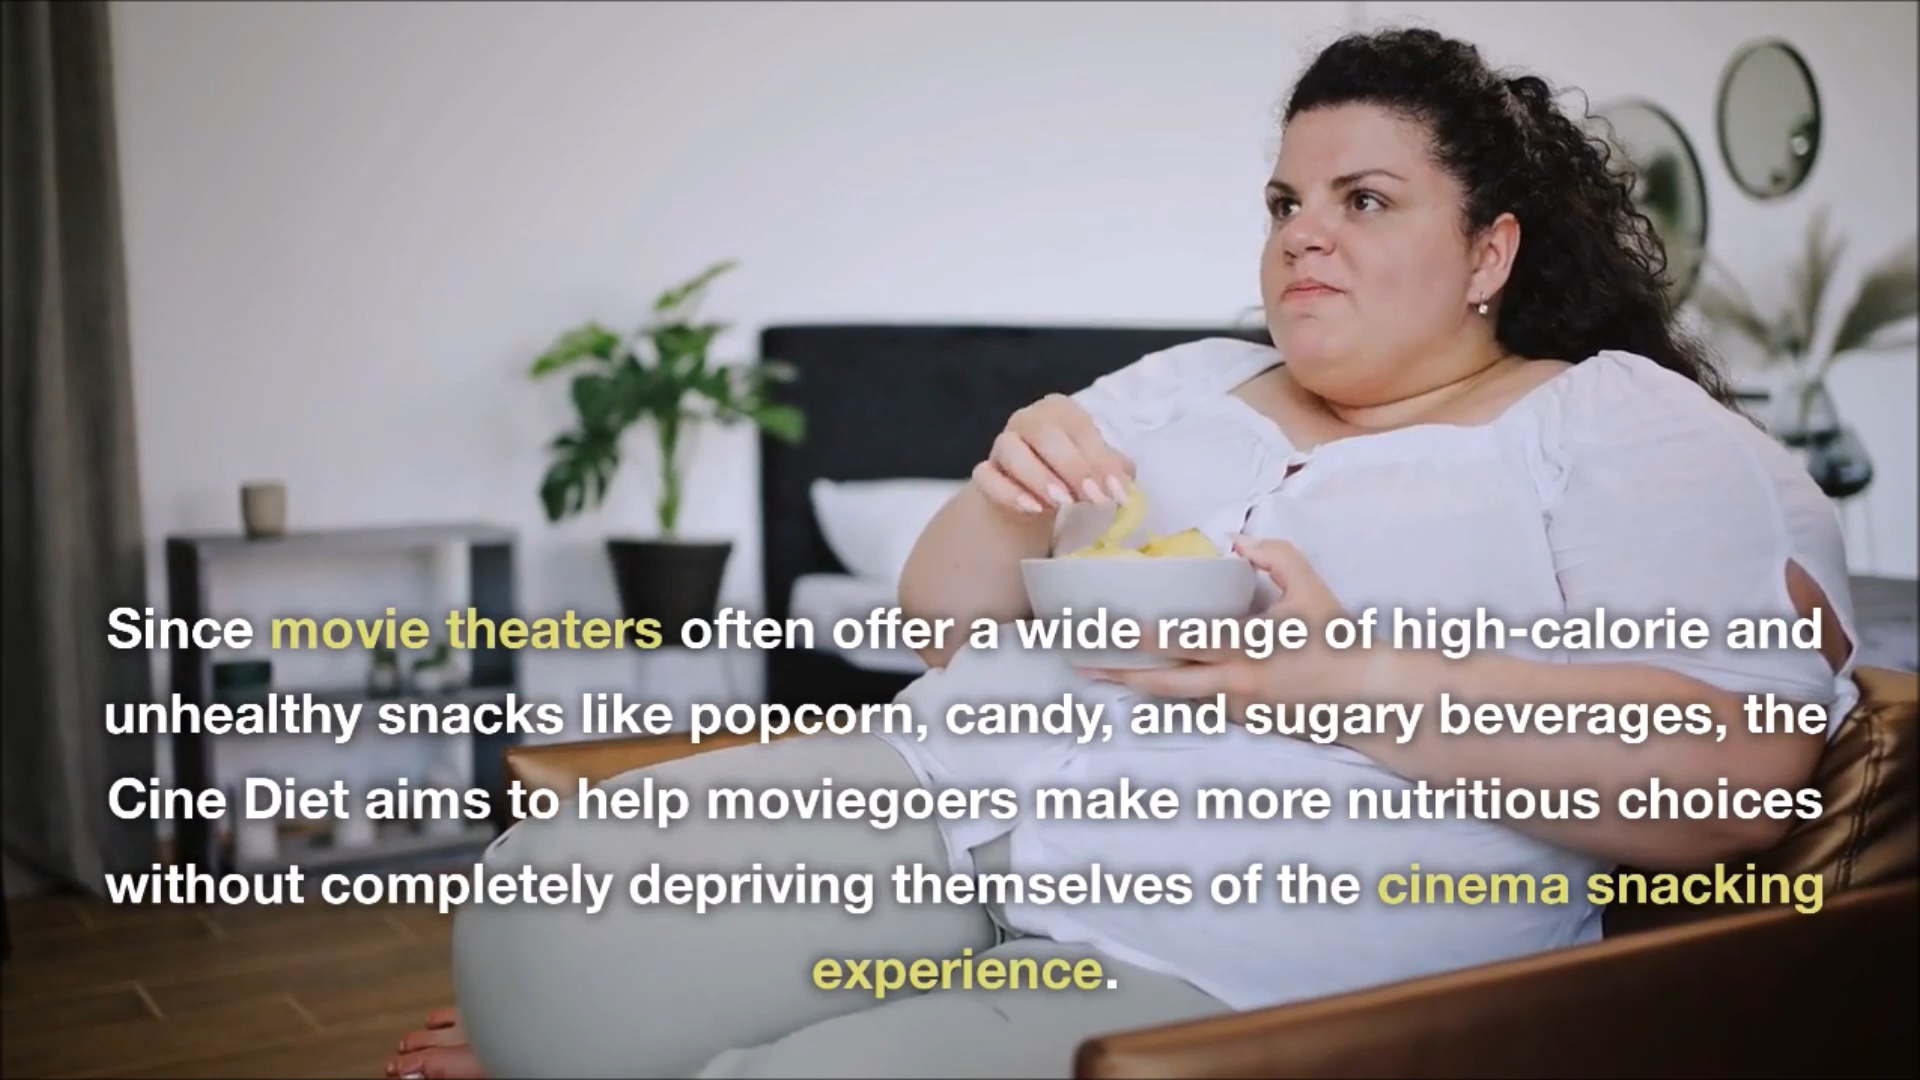 Since movie theaters often offer a wide range of high-calorie and
unhealthy snacks like popcorn, candy, and sugary beverages, the
Cine Diet aims to help moviegoers make more nutritious choices
without completely depriving themselves of the cinema snacking
experience.